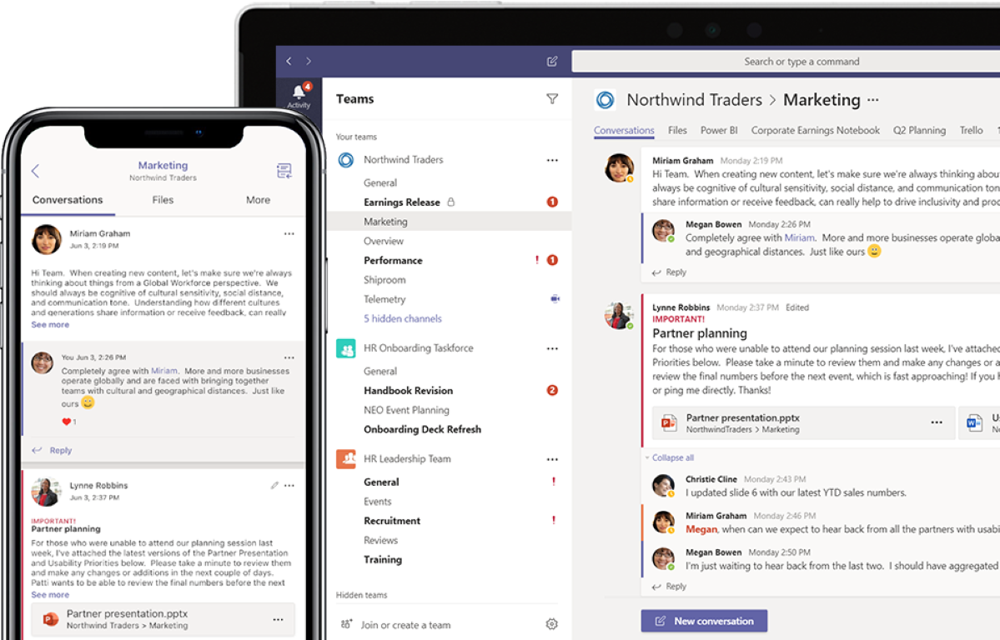 Marketing
Northwind Traders
Conversations
Files
More
Miriam Graham
Jun 3, 2:19 PM
Hi Team. When creating new content, let's make sure we're always
thinking about things from a Global Workforce perspective. We
should always be cognitive of cultural sensitivity, social distance,
and communication tone. Understanding how different cultures
and generations share information or receive feedback, can really
See more
You Jun 3, 2:26 PM
Completely agree with Miriam. More and more businesses
operate globally and are faced with bringing together
teams with cultural and geographical distances. Just like
ours
1
Reply
Lynne Robbins
Jun 3, 2:37 PM
IMPORTANT!
Partner planning
For those who were unable to attend our planning session last
week, I've attached the latest versions of the Partner Presentation
and Usability Priorities below. Please take a minute to review them
and make any changes or additions in the next couple of days.
Patti wants to be able to review the final numbers before the next
See more
Partner presentation.pptx
Northwind Traders > Marketing
Search or type a command
4
Activity
Teams
Your teams
Northwind Traders
General
Earnings Release 1
Marketing
Overview
Performance ! 1
Shiproom
Telemetry
5 hidden channels
HR Onboarding Taskforce
General
Handbook Revision 2
NEO Event Planning
Onboarding Deck Refresh
HR Leadership Team
General !
Events
Recruitment !
Reviews
Training
Hidden teams
Join or create a team
Northwind Traders > Marketing ···
Conversations Files Power BI Corporate Earnings Notebook Q2 Planning Trello
Miriam Graham Monday 2:19 PM
Hi Team. When creating new content, let's make sure we're always thinking about
always be cognitive of cultural sensitivity, social distance, and communication ton
share information or receive feedback, can really help to drive inclusivity and pro
Megan Bowen Monday 2:26 PM
Completely agree with Miriam. More and more businesses operate globa
and geographical distances. Just like ours
Reply
Lynne Robbins Monday 2:37 PM Edited
IMPORTANT!
Partner planning
For those who were unable to attend our planning session last week, I've attached
Priorities below. Please take a minute to review them and make any changes or a
review the final numbers before the next event, which is fast approaching! If you h
or ping me directly. Thanks!
Partner presentation.pptx
NorthwindTraders > Marketing
Collapse all
Christie Cline Monday 2:43 PM
I updated slide 6 with our latest YTD sales numbers.
Miriam Graham Monday 2:46 PM
Megan, when can we expect to hear back from all the partners with usabi
Megan Bowen Monday 2:50 PM
I'm just waiting to hear back from the last two. I should have aggregated
Reply
New conversation